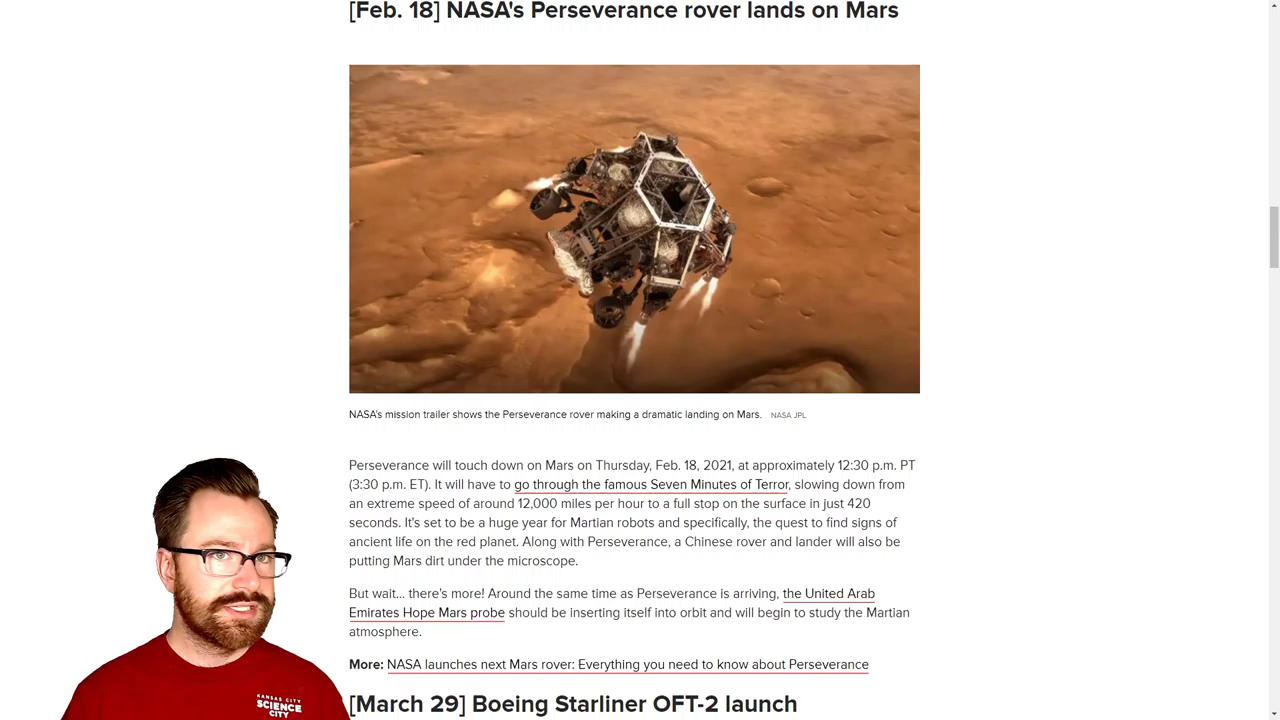 [Feb. 18] NASA's Perseverance rover lands on Mars
NASA's mission trailer shows the Perseverance rover making a dramatic landing on Mars. NASA JPL
Perseverance will touch down on Mars on Thursday, Feb. 18, 2021, at approximately 12:30 p.m. PT
(3:30 p.m. ET). It will have to go through the famous Seven Minutes of Terror, slowing down from
an extreme speed of around 12,000 miles per hour to a full stop on the surface in just 420
seconds. It's set to be a huge year for Martian robots and specifically, the quest to find signs of
ancient life on the red planet. Along with Perseverance, a Chinese rover and lander will also be
putting Mars dirt under the microscope.
But wait... there's more! Around the same time as Perseverance is arriving, the United Arab
Emirates Hope Mars probe should be inserting itself into orbit and will begin to study the Martian
atmosphere.
More: NASA launches next Mars rover: Everything you need to know about Perseverance
[March 29] Boeing Starliner OFT-2 launch
KANSAS CITY
SCIENCE
CITY